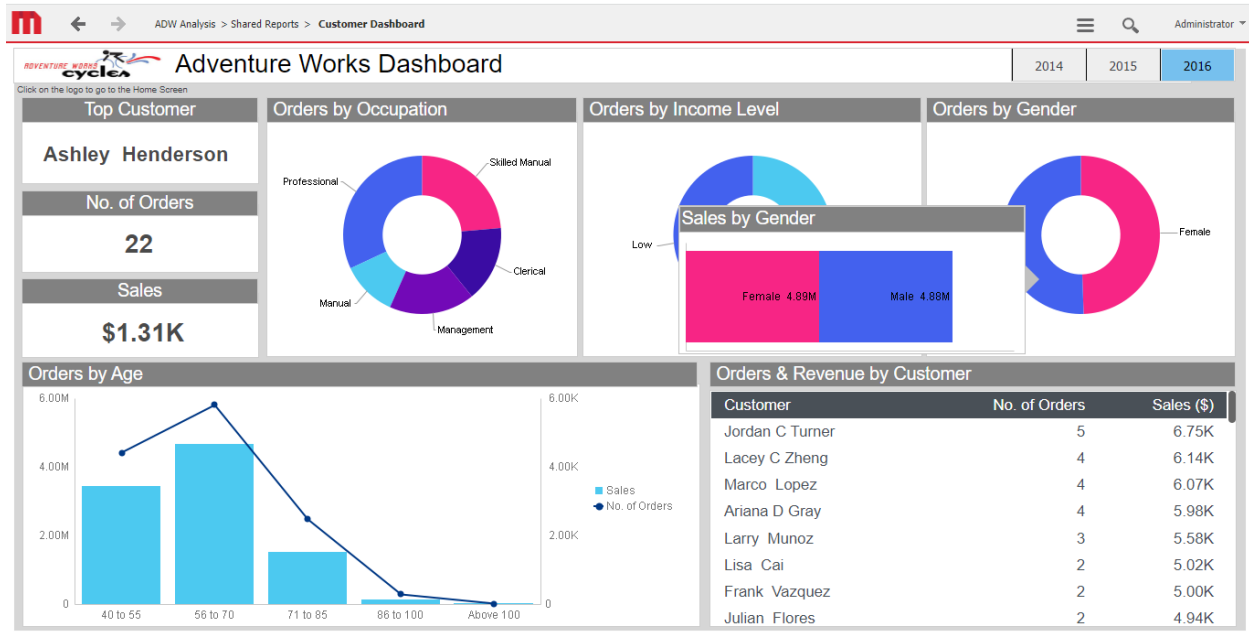 ADW Analysis > Shared Reports > Customer Dashboard
Administrator
ADVENTURE WORKS
cycles
Adventure Works Dashboard
2014 2015 2016
Click on the logo to go to the Home Screen
Top Customer
Ashley Henderson
No. of Orders
22
Sales
$1.31K
Orders by Occupation
Skilled Manual
Professional
Clerical
Manual
Management
Orders by Income Level
Low
Sales by Gender
Female 4.89M Male 4.88M
Orders by Gender
Female
Orders by Age
6.00M 6.00K
4.00M 4.00K
2.00M 2.00K
0 0
40 to 55 56 to 70 71 to 85 86 to 100 Above 100
Sales
No. of Orders
Orders & Revenue by Customer
Customer No. of Orders Sales ($)
Jordan C Turner 5 6.75K
Lacey C Zheng 4 6.14K
Marco Lopez 4 6.07K
Ariana D Gray 4 5.98K
Larry Munoz 3 5.58K
Lisa Cai 2 5.02K
Frank Vazquez 2 5.00K
Julian Flores 2 4.94K